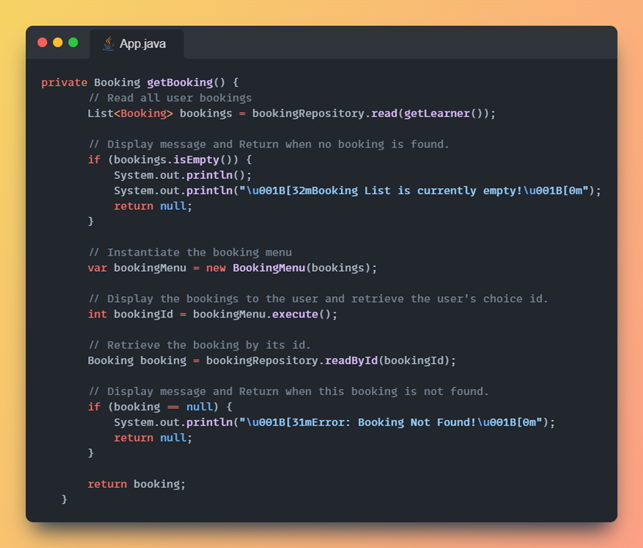 App.java
private Booking getBooking() {
// Read all user bookings
List<Booking> bookings = bookingRepository.read(getLearner());
// Display message and Return when no booking is found.
if (bookings.isEmpty()) {
System.out.println();
System.out.println("\u001B[32mBooking List is currently empty!\u001B[0m");
return null;
}
// Instantiate the booking menu
var bookingMenu = new BookingMenu(bookings);
// Display the bookings to the user and retrieve the user's choice id.
int bookingId = bookingMenu.execute();
// Retrieve the booking by its id.
Booking booking = bookingRepository.readById(bookingId);
// Display message and Return when this booking is not found.
if (booking == null) {
System.out.println("\u001B[31mError: Booking Not Found!\u001B[0m");
return null;
}
return booking;
}